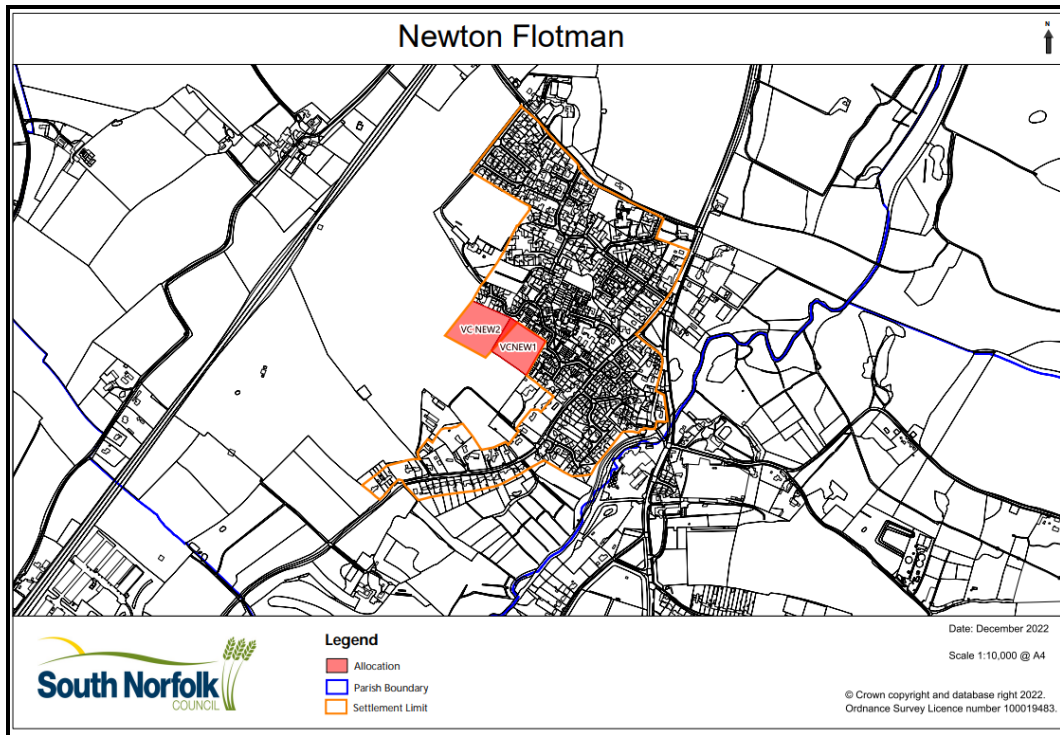 Newton Flotman
N
VC NEW2
VCNEW1
South Norfolk
COUNCIL
Legend
Allocation
Parish Boundary
Settlement Limit
Date: December 2022
Scale 1:10,000 @ A4
© Crown copyright and database right 2022.
Ordnance Survey Licence number 100019483.